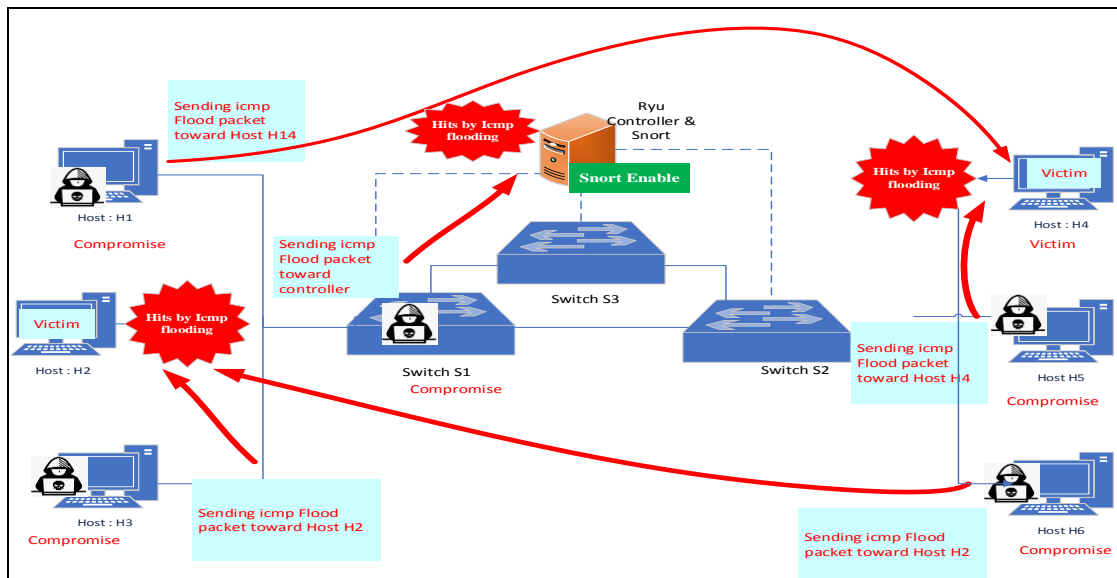 Sending icmp
Flood packet
toward Host H14
Host : H1
Compromise
Hits by Icmp
flooding
Ryu
Controller &
Snort
Snort Enable
Hits by Icmp
flooding
Victim
Host : H4
Victim
Sending icmp
Flood packet
toward
controller
Switch S3
Victim
Host : H2
Hits by Icmp
flooding
Switch S1
Compromise
Switch S2
Sending icmp
Flood packet
toward Host H4
Host H5
Compromise
Host : H3
Compromise
Sending icmp Flood
packet toward Host H2
Sending icmp Flood
packet toward Host H2
Host H6
Compromise